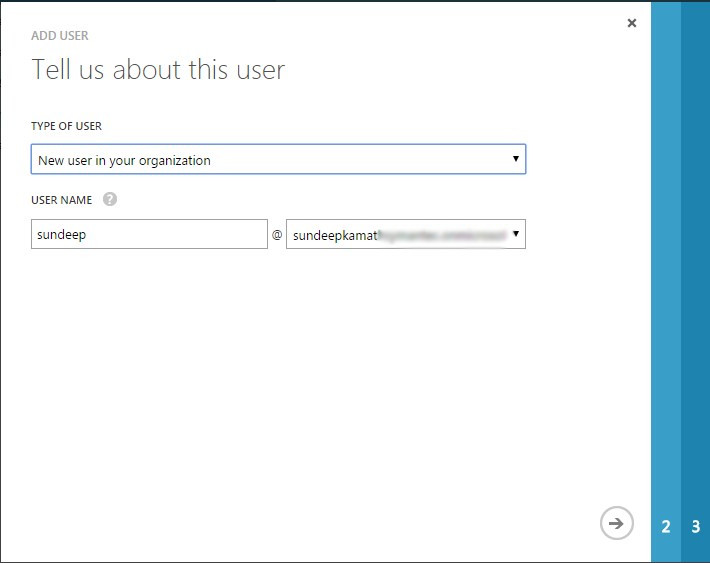 ADD USER
Tell us about this user
TYPE OF USER
New user in your organization
USER NAME ?
sundeep @ sundeepkamat
2 3